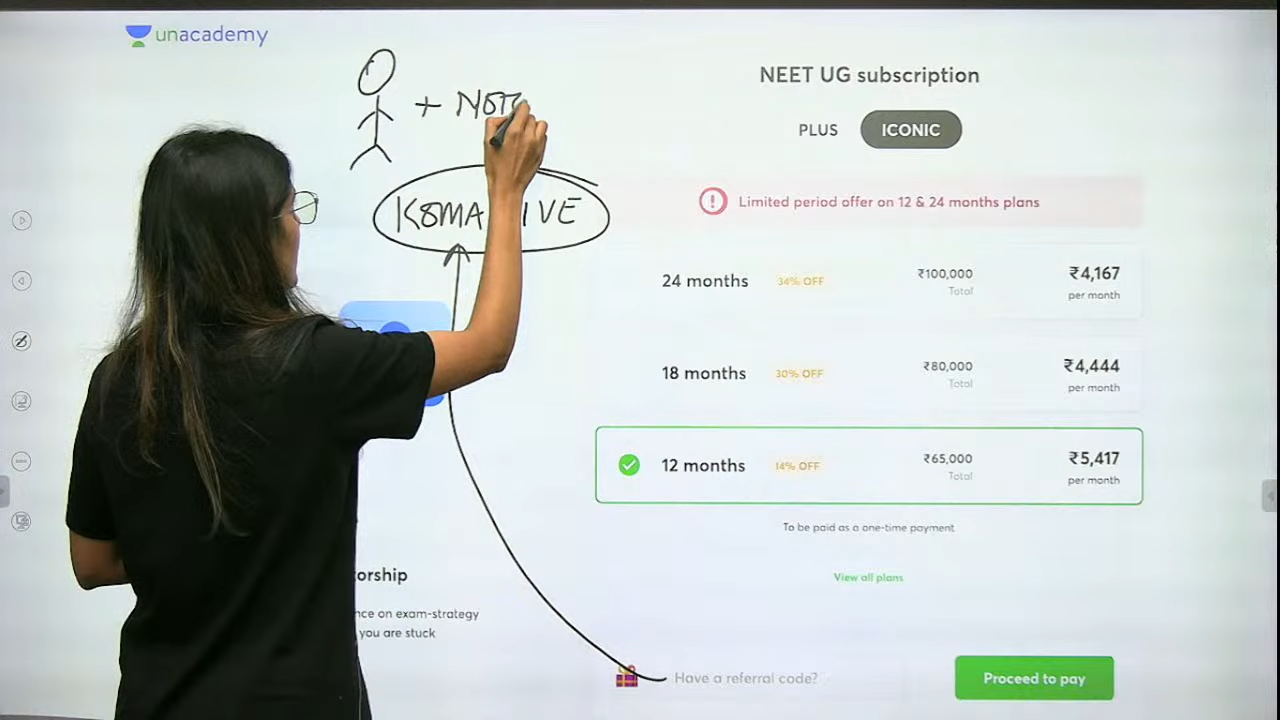 unacademy
+ NOT
NEET UG subscription
PLUS ICONIC
Limited period offer on 12 & 24 months plans
24 months 34% OFF ₹100,000 Total ₹4,167 per month
18 months 30% OFF ₹80,000 Total ₹4,444 per month
12 months 14% OFF ₹65,000 Total ₹5,417 per month
To be paid as a one-time payment
View all plans
orship
nce on exam-strategy
you are stuck
Have a referral code?
Proceed to pay